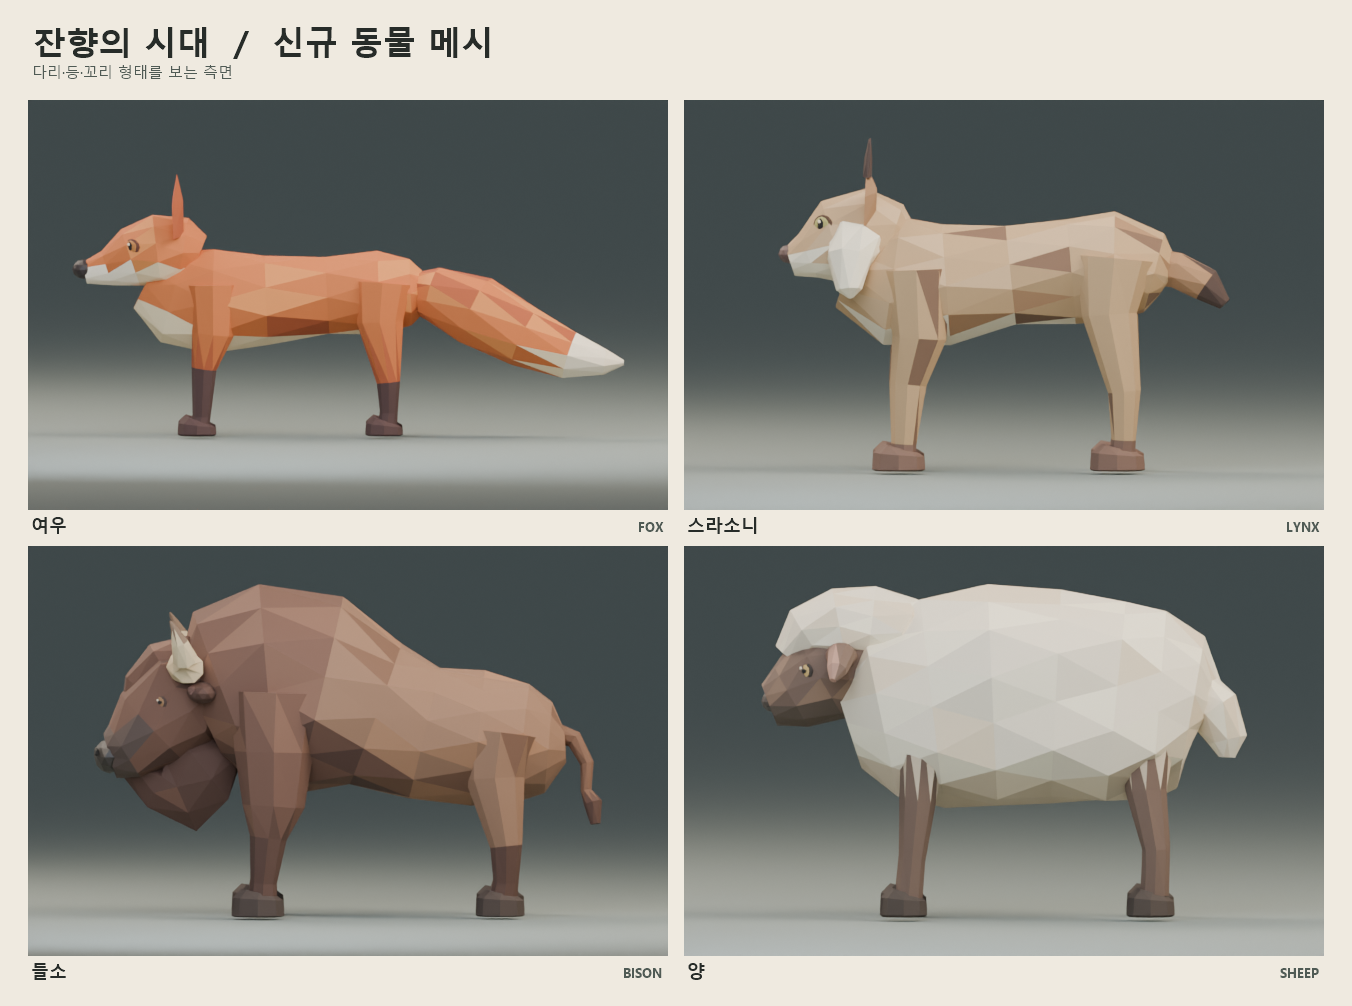 잔향의 시대 / 신규 동물 메시
다리·등·꼬리 형태를 보는 측면
여우 FOX
스라소니 LYNX
들소 BISON
양 SHEEP